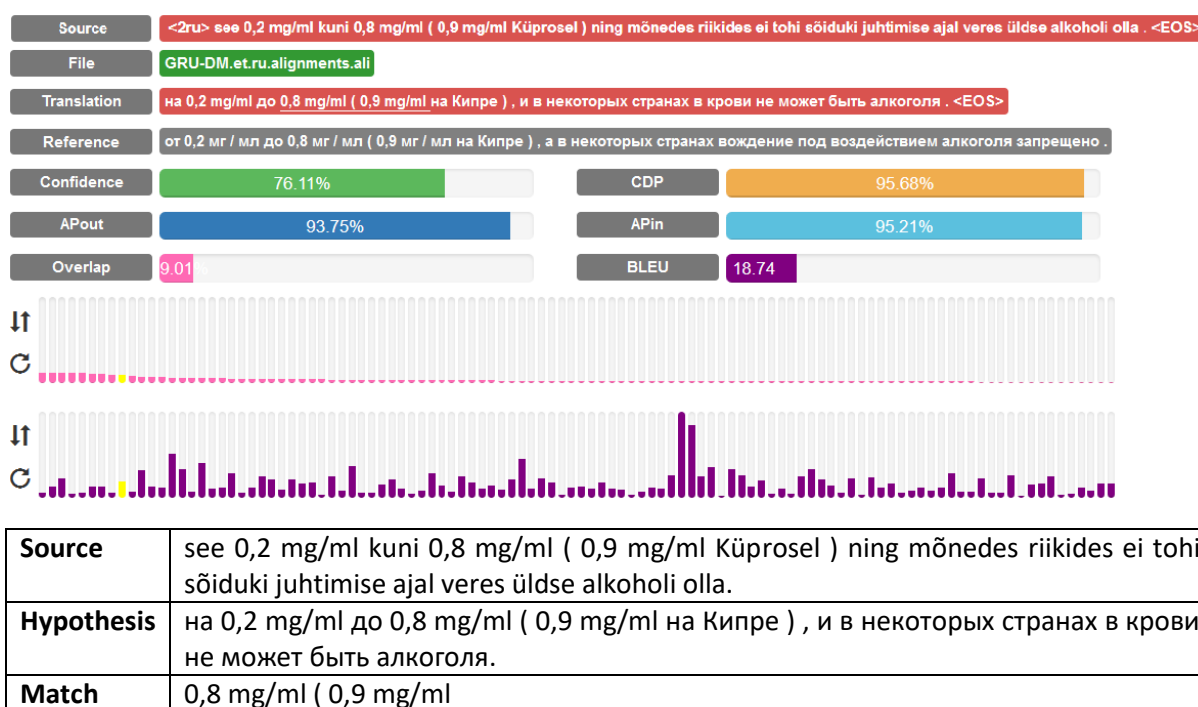 Source <2ru> see 0,2 mg/ml kuni 0,8 mg/ml ( 0,9 mg/ml Küprosel ) ning mõnedes riikides ei tohi sõiduki juhtimise ajal veres üldse alkoholi olla . <EOS>
File GRU-DM.et.ru.alignments.ali
Translation на 0,2 mg/ml до 0,8 mg/ml ( 0,9 mg/ml на Кипре ) , и в некоторых странах в крови не может быть алкоголя . <EOS>
Reference от 0,2 мг / мл до 0,8 мг / мл ( 0,9 мг / мл на Кипре ) , а в некоторых странах вождение под воздействием алкоголя запрещено .
Confidence 76.11% CDP 95.68%
APout 93.75% APin 95.21%
Overlap 9.01% BLEU 18.74
Source see 0,2 mg/ml kuni 0,8 mg/ml ( 0,9 mg/ml Küprosel ) ning mõnedes riikides ei tohi
sõiduki juhtimise ajal veres üldse alkoholi olla.
Hypothesis на 0,2 mg/ml до 0,8 mg/ml ( 0,9 mg/ml на Кипре ) , и в некоторых странах в крови
не может быть алкоголя.
Match 0,8 mg/ml ( 0,9 mg/ml